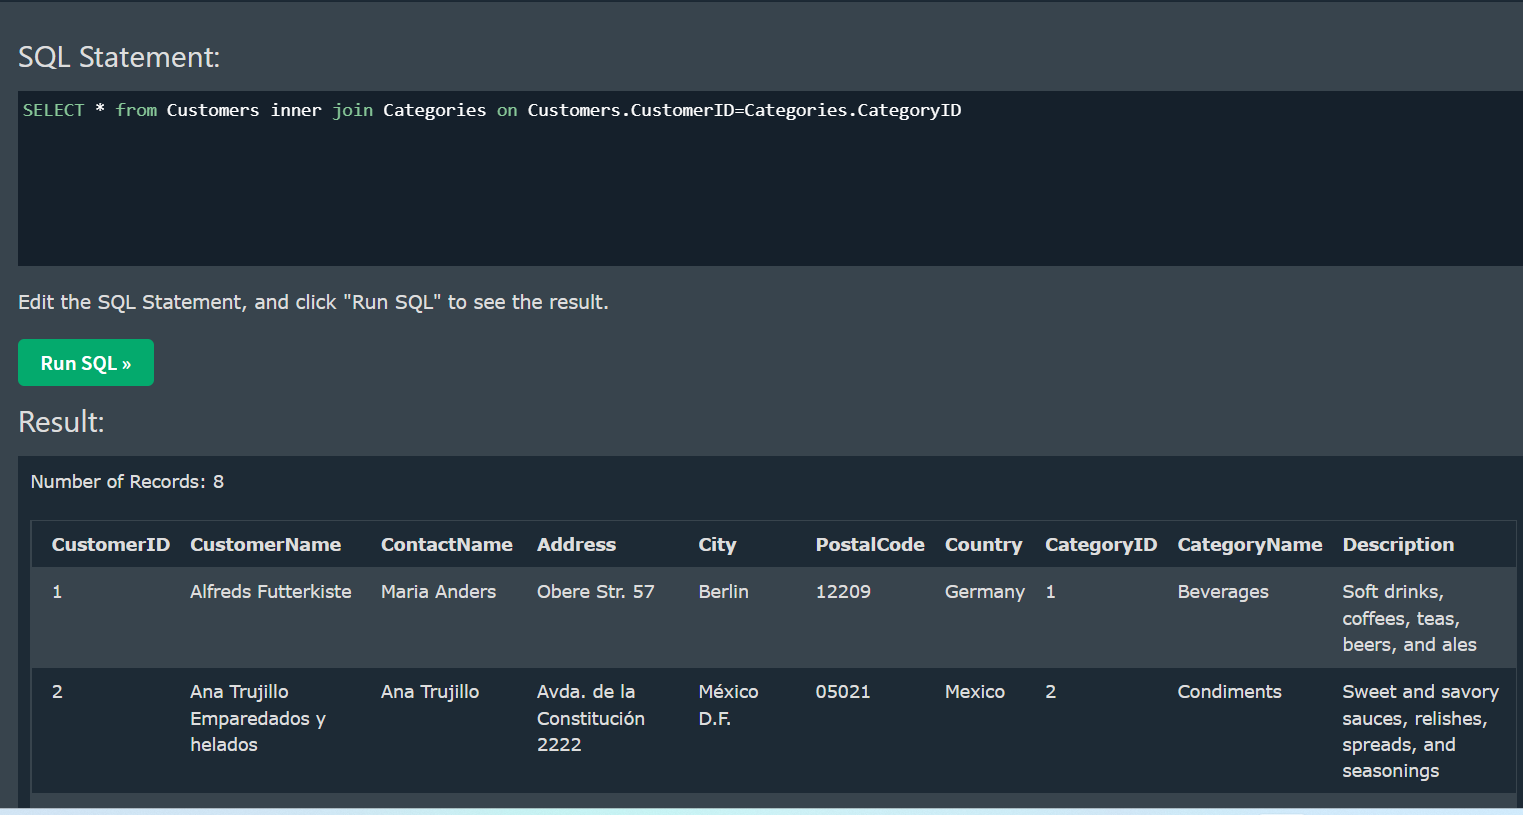 SQL Statement:
SELECT * from Customers inner join Categories on Customers.CustomerID=Categories.CategoryID
Edit the SQL Statement, and click "Run SQL" to see the result.
Run SQL »
Result:
Number of Records: 8
CustomerID CustomerName ContactName Address City PostalCode Country CategoryID CategoryName Description
1 Alfreds Futterkiste Maria Anders Obere Str. 57 Berlin 12209 Germany 1 Beverages Soft drinks,
coffees, teas,
beers, and ales
2 Ana Trujillo Ana Trujillo Avda. de la México 05021 Mexico 2 Condiments Sweet and savory
Emparedados y Constitución D.F. sauces, relishes,
helados 2222 spreads, and
seasonings